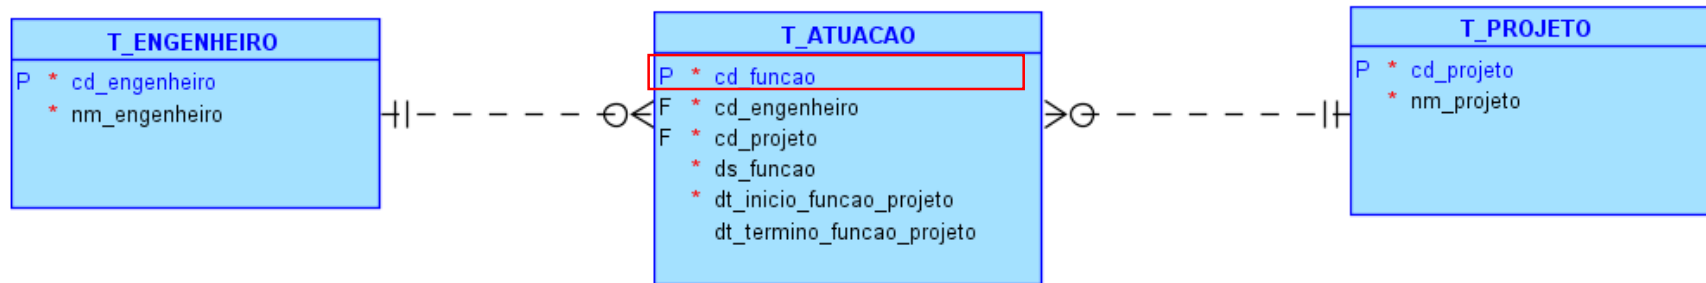 T_ENGENHEIRO
P * cd_engenheiro
* nm_engenheiro
T_ATUACAO
P * cd_funcao
F * cd_engenheiro
F * cd_projeto
* ds_funcao
* dt_inicio_funcao_projeto
dt_termino_funcao_projeto
T_PROJETO
P * cd_projeto
* nm_projeto